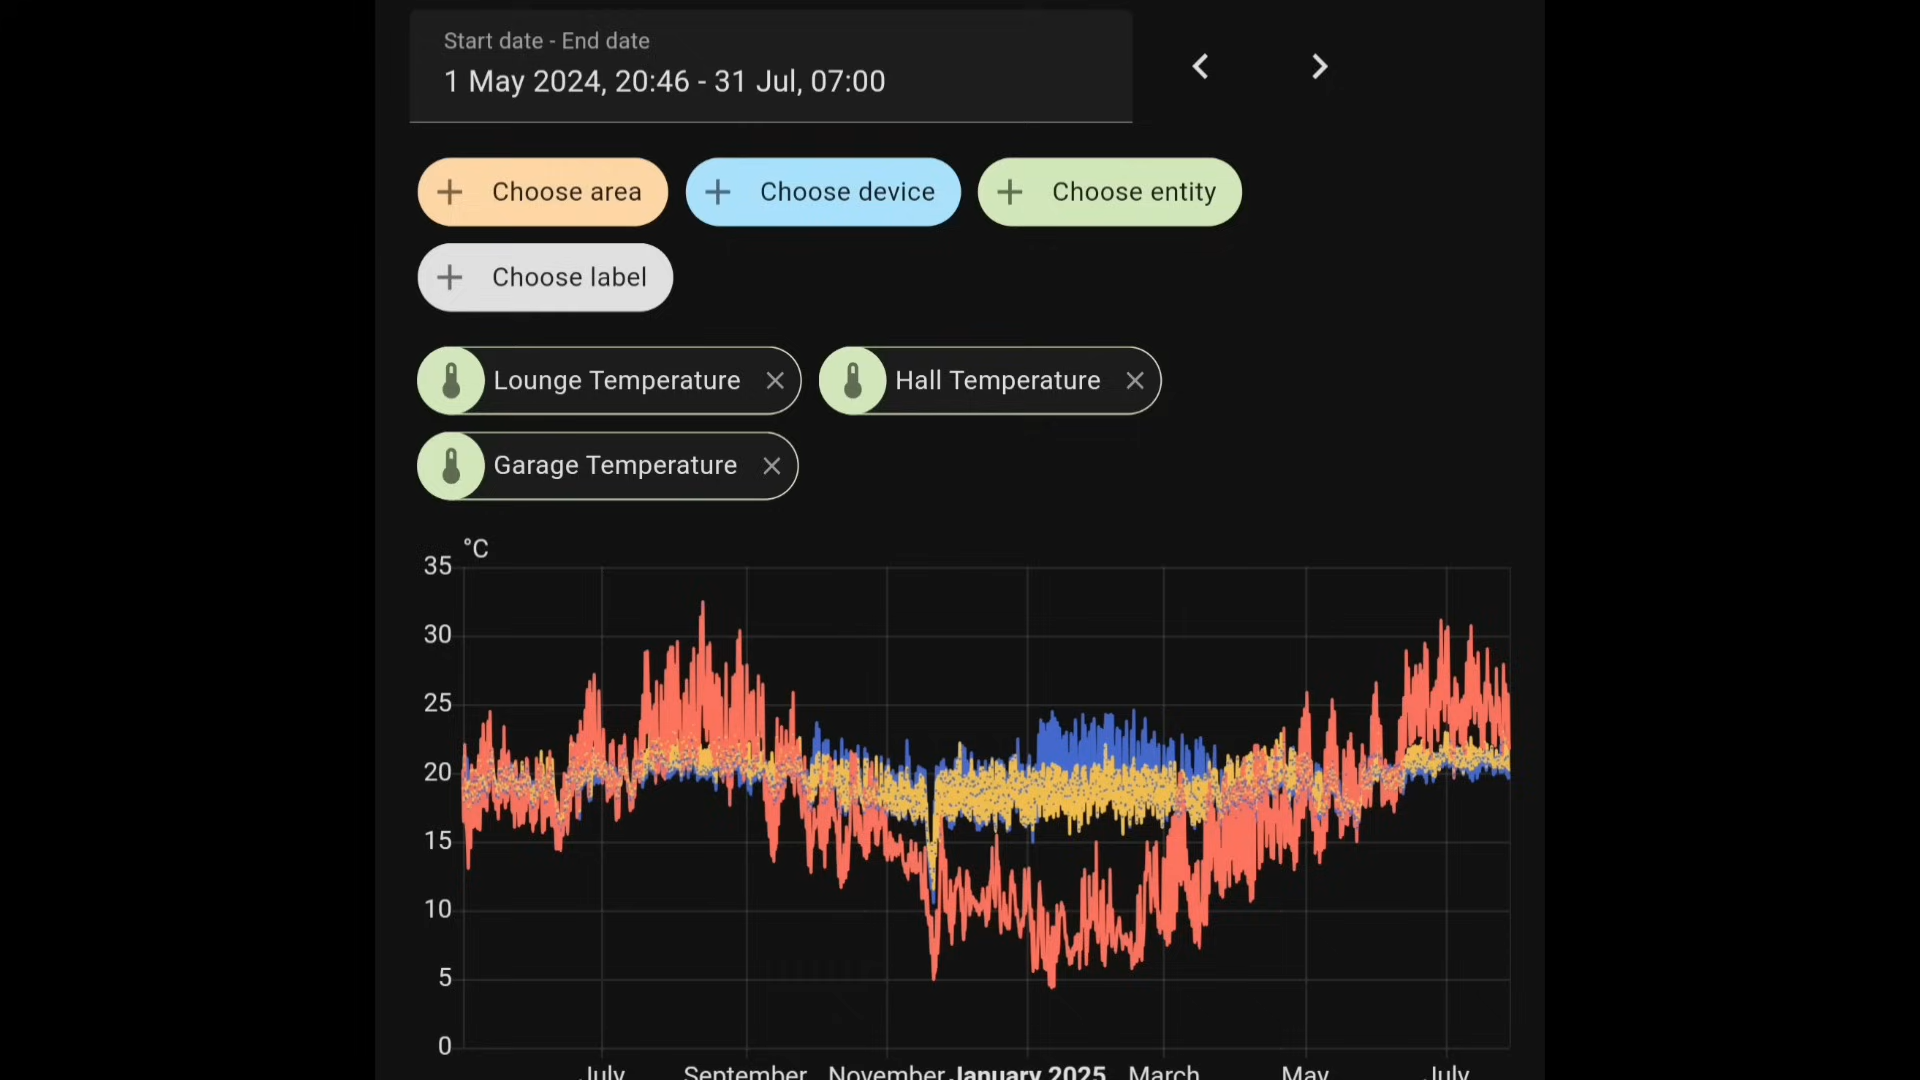 Start date - End date
1 May 2024, 20:46 - 31 Jul, 07:00
Choose area
Choose device
Choose entity
Choose label
Lounge Temperature
Hall Temperature
Garage Temperature
°C
35
30
25
20
15
10
5
0
July September November January 2025 March May July